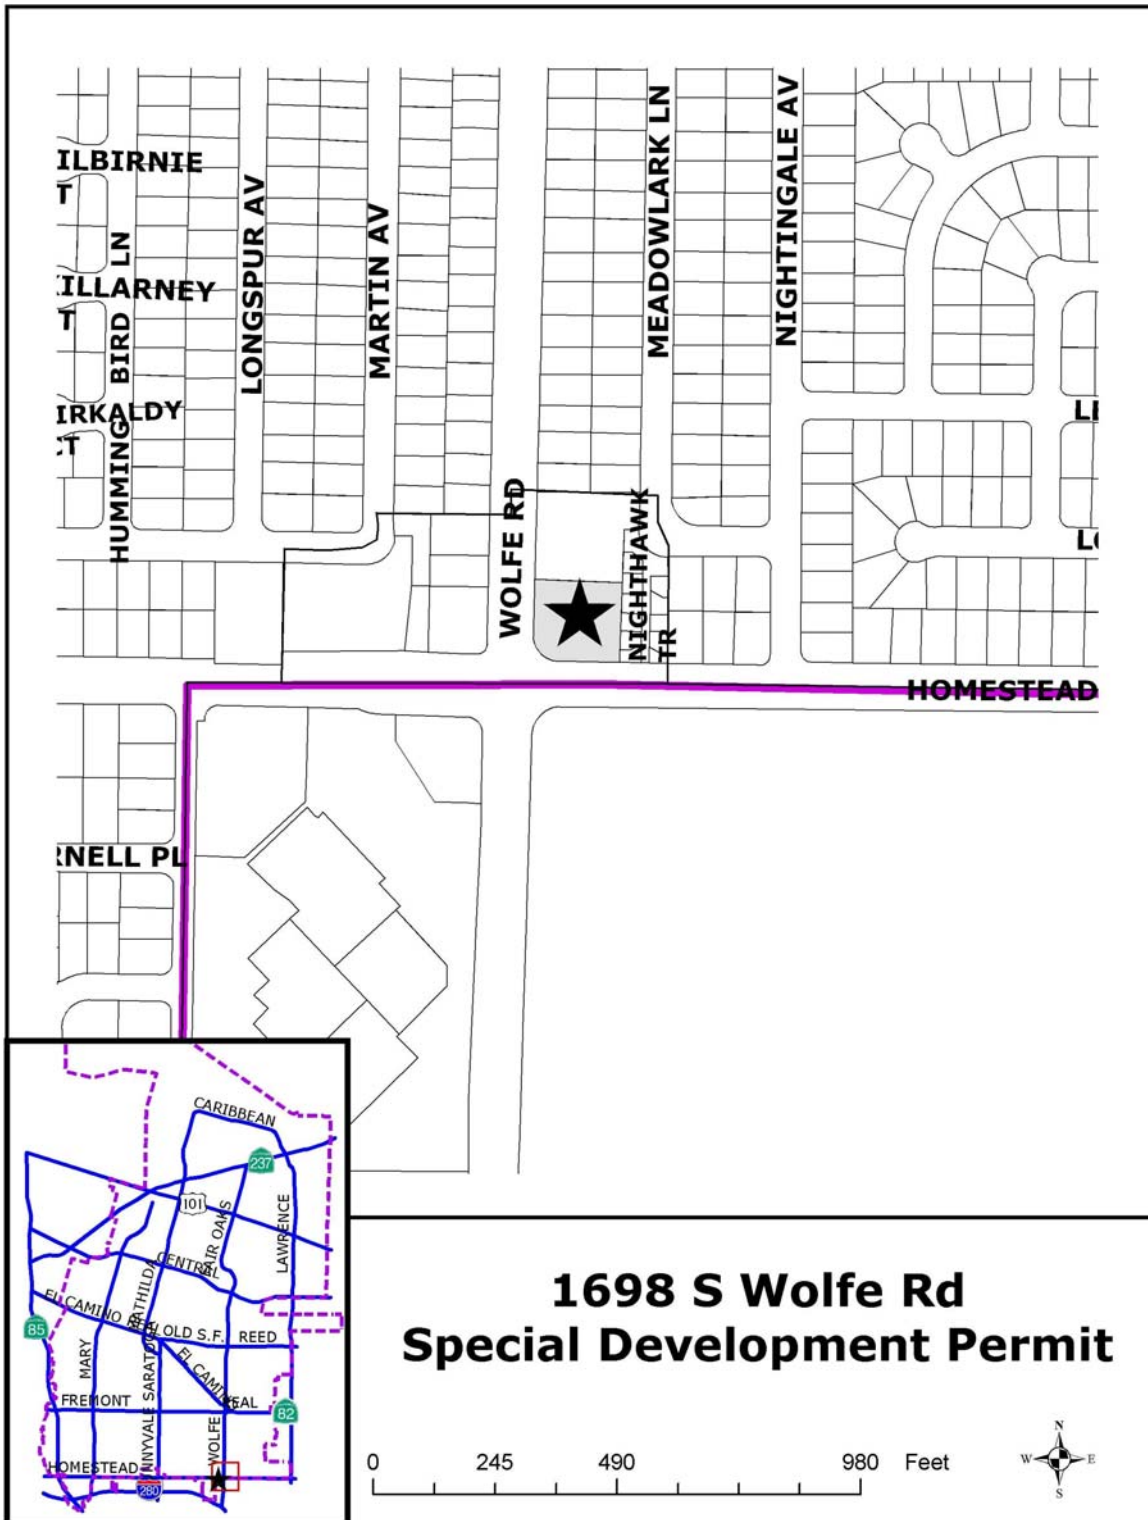 ILBIRNIE
T
HUMMING BIRD LN
LONGSPUR AV
MARTIN AV
MEADOWLARK LN
NIGHTINGALE AV
ILLARNEY
T
IRKALDY
CT
WOLFE RD
NIGHTHAWK
TR
HOMESTEAD
RNELL PL
CARIBBEAN
237
101
FAIR OAKS
LAWRENCE
CENTRAL
MATHILDA
EL CAMINO REAL
OLD S.F.
REED
85
MARY
EL CAMINO
REAL
FREMONT
82
WOLFE
HOMESTEAD
280
1698 S Wolfe Rd
Special Development Permit
0 245 490 980 Feet
N
W E
S